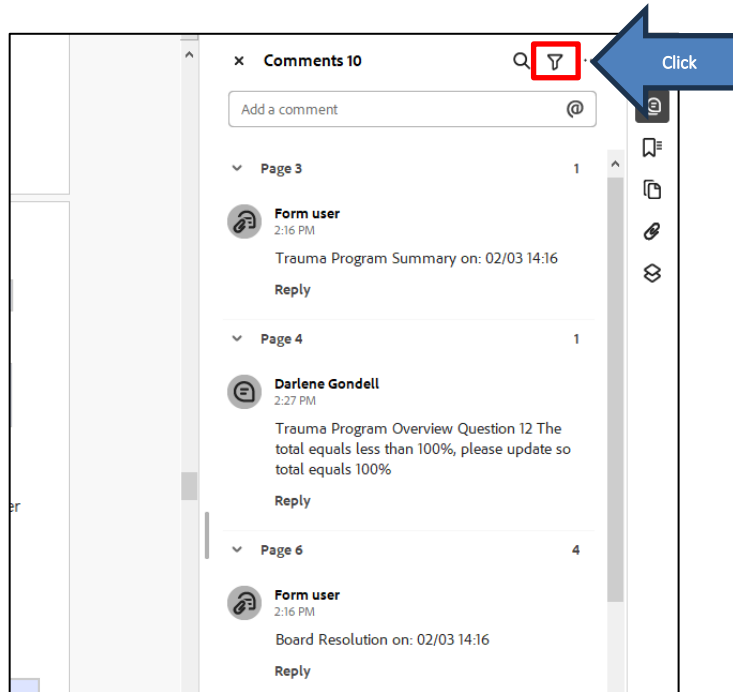 Comments 10
Click
Add a comment @
Page 3 1
Form user
2:16 PM
Trauma Program Summary on: 02/03 14:16
Reply
Page 4 1
Darlene Gondell
2:27 PM
Trauma Program Overview Question 12 The
total equals less than 100%, please update so
total equals 100%
Reply
er
Page 6 4
Form user
2:16 PM
Board Resolution on: 02/03 14:16
Reply